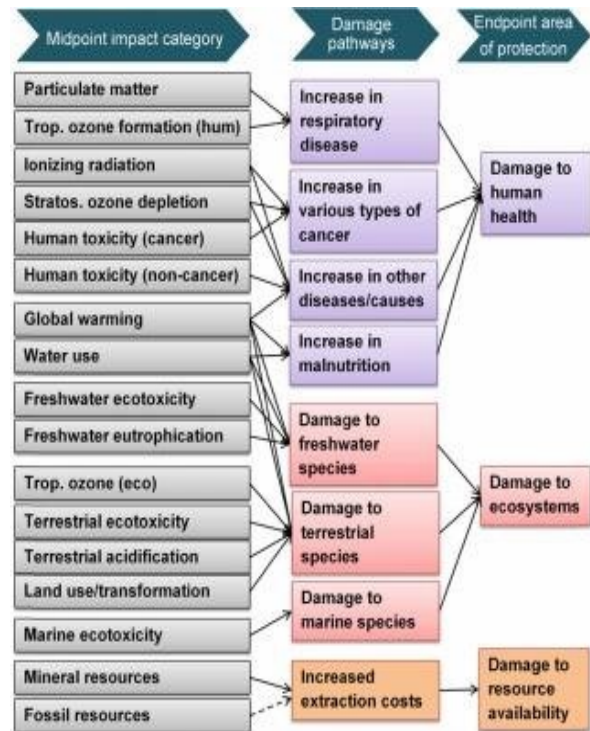 Midpoint impact category
Damage
pathways
Endpoint area
of protection
Particulate matter
Trop. ozone formation (hum)
Ionizing radiation
Stratos. ozone depletion
Human toxicity (cancer)
Human toxicity (non-cancer)
Global warming
Water use
Freshwater ecotoxicity
Freshwater eutrophication
Trop. ozone (eco)
Terrestrial ecotoxicity
Terrestrial acidification
Land use/transformation
Marine ecotoxicity
Mineral resources
Fossil resources
Increase in
respiratory
disease
Increase in
various types of
cancer
Increase in other
diseases/causes
Increase in
malnutrition
Damage to
freshwater
species
Damage to
terrestrial
species
Damage to
marine species
Increased
extraction costs
Damage to
human
health
Damage to
ecosystems
Damage to
resource
availability